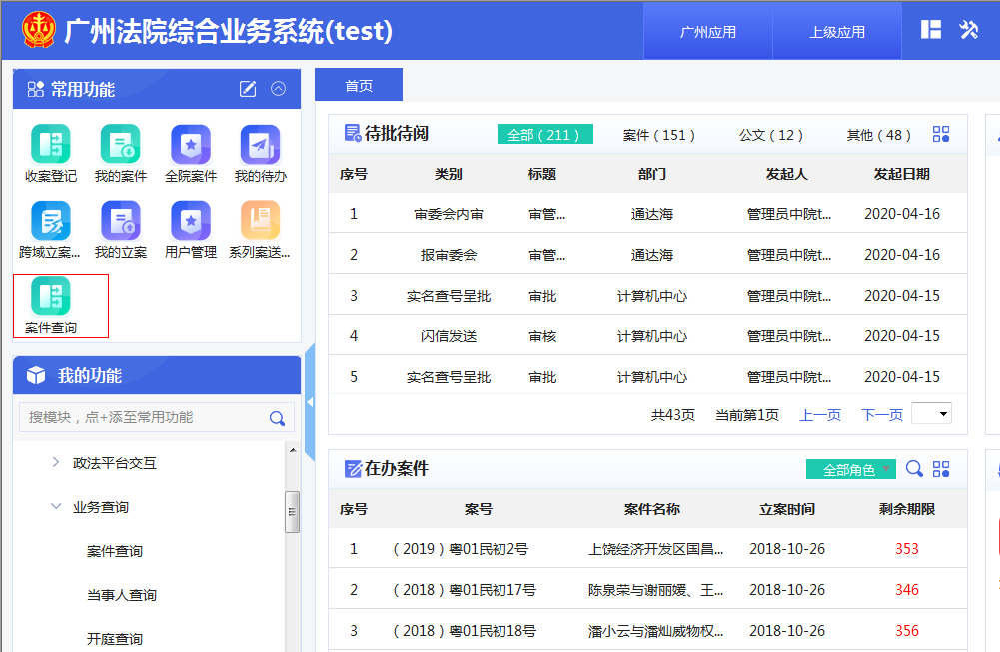 广州法院综合业务系统(test)
广州应用
上级应用
常用功能
收案登记 我的案件 全院案件 我的待办
跨域立案... 我的立案 用户管理 系列案送...
案件查询
我的功能
搜模块，点+添至常用功能
政法平台交互
业务查询
案件查询
当事人查询
开庭查询
首页
待批待阅 全部（211） 案件（151） 公文（12） 其他（48）
序号 类别 标题 部门 发起人 发起日期
1 审委会内审 审管... 通达海 管理员中院t... 2020-04-16
2 报审委会 审管... 通达海 管理员中院t... 2020-04-16
3 实名查号呈批 审批 计算机中心 管理员中院t... 2020-04-15
4 闪信发送 审核 计算机中心 管理员中院t... 2020-04-15
5 实名查号呈批 审批 计算机中心 管理员中院t... 2020-04-15
共43页 当前第1页 上一页 下一页
在办案件 全部角色
序号 案号 案件名称 立案时间 剩余期限
1 （2019）粤01民初2号 上饶经济开发区国昌... 2018-10-26 353
2 （2018）粤01民初17号 陈泉荣与谢丽媛、王... 2018-10-26 346
3 （2018）粤01民初18号 潘小云与潘灿威物权... 2018-10-26 356